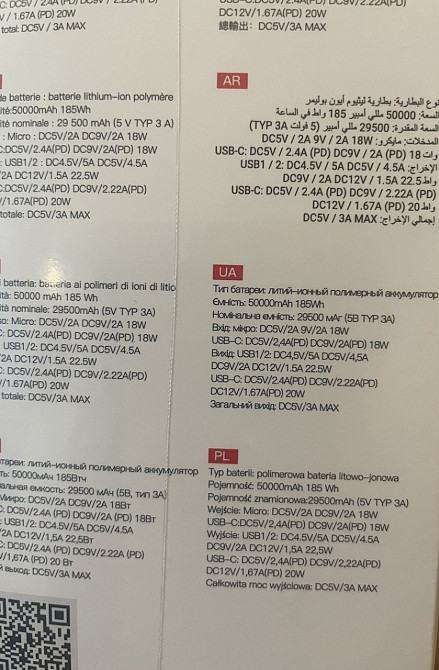 C: DC5V / 2.4A (PD) DC9V / 2.22A (PD)
V / 1.67A (PD) 20W
total: DC5V / 3A MAX
de batterie : batterie lithium-ion polymère
ité:50000mAh 185Wh
ité nominale : 29 500 mAh (5 V TYP 3 A)
: Micro : DC5V/2A DC9V/2A 18W
:DC5V/2.4A(PD) DC9V/2A(PD) 18W
: USB1/2 : DC4.5V/5A DC5V/4.5A
/2A DC12V/1.5A 22.5W
C:DC5V/2.4A(PD) DC9V/2.22A(PD)
V/1.67A(PD) 20W
totale: DC5V/3A MAX
i batteria: batteria ai polimeri di ioni di litio
ità: 50000 mAh 185 Wh
ità nominale: 29500mAh (5V TYP 3A)
so: Micro: DC5V/2A DC9V/2A 18W
C: DC5V/2.4A(PD) DC9V/2A(PD) 18W
: USB1/2: DC4.5V/5A DC5V/4.5A
2A DC12V/1.5A 22.5W
C: DC5V/2.4A(PD) DC9V/2.22A(PD)
/1.67A (PD) 20W
totale: DC5V/3A MAX
атареи: литий-ионный полимерный аккумулятор
ть: 50000мАч 185Втч
альная емкость: 29500 мАч (5В, тип 3А)
Микро: DC5V/2A DC9V/2A 18Вт
C: DC5V/2.4A (PD) DC9V/2A (PD) 18Вт
: USB1/2: DC4.5V/5A DC5V/4.5A
/2A DC12V/1,5A 22,5Вт
C: DC5V/2.4A (PD) DC9V/2.22A (PD)
V/1,67A (PD) 20 Вт
й выход: DC5V/3A MAX
DC5V/2.4A(PD) DC9V/2.22A(PD)
DC12V/1.67A(PD) 20W
總輸出: DC5V/3A MAX
AR
نوع البطارية: بطارية ليثيوم أيون بوليمر
السعة: 50000 مللي أمبير 185 واط في الساعة
السعة المقدرة: 29500 مللي أمبير (5 فولت TYP 3A)
المدخلات: مايكرو: DC5V / 2A 9V / 2A 18W
USB-C: DC5V / 2.4A (PD) DC9V / 2A (PD) 18 وات
الإخراج: USB1 / 2: DC4.5V / 5A DC5V / 4.5A
DC9V / 2A DC12V / 1.5A 22.5 واط
USB-C: DC5V / 2.4A (PD) DC9V / 2.22A (PD)
DC12V / 1.67A (PD) 20 واط
إجمالي الإخراج: DC5V / 3A MAX
UA
Тип батареи: литий-ионный полимерный аккумулятор
Ємність: 50000mAh 185Wh
Номінальна ємність: 29500 мАг (5В TYP 3A)
Вхід: мікро: DC5V/2A 9V/2A 18W
USB-C: DC5V/2,4A(PD) DC9V/2A(PD) 18W
Вихід: USB1/2: DC4,5V/5A DC5V/4,5A
DC9V/2A DC12V/1.5A 22.5W
USB-C: DC5V/2.4A(PD) DC9V/2.22A(PD)
DC12V/1.67A(PD) 20W
Загальний вихід: DC5V/3A MAX
PL
Typ baterii: polimerowa bateria litowo-jonowa
Pojemność: 50000mAh 185 Wh
Pojemność znamionowa:29500mAh (5V TYP 3A)
Wejście: Micro: DC5V/2A DC9V/2A 18W
USB-C:DC5V/2,4A(PD) DC9V/2A(PD) 18W
Wyjście: USB1/2: DC4.5V/5A DC5V/4.5A
DC9V/2A DC12V/1,5A 22,5W
USB-C: DC5V/2,4A(PD) DC9V/2,22A(PD)
DC12V/1,67A(PD) 20W
Całkowita moc wyjściowa: DC5V/3A MAX